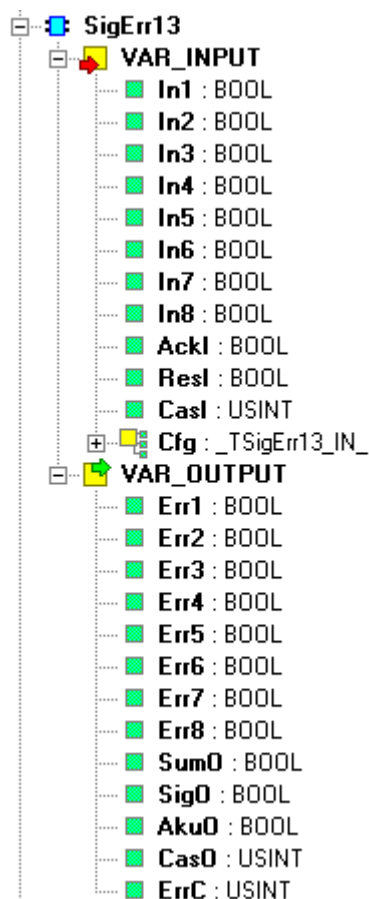 SigErr13
VAR_INPUT
In1 : BOOL
In2 : BOOL
In3 : BOOL
In4 : BOOL
In5 : BOOL
In6 : BOOL
In7 : BOOL
In8 : BOOL
AckI : BOOL
ResI : BOOL
CasI : USINT
Cfg : _TSigErr13_IN_
VAR_OUTPUT
Err1 : BOOL
Err2 : BOOL
Err3 : BOOL
Err4 : BOOL
Err5 : BOOL
Err6 : BOOL
Err7 : BOOL
Err8 : BOOL
SumO : BOOL
SigO : BOOL
AkuO : BOOL
CasO : USINT
ErrC : USINT